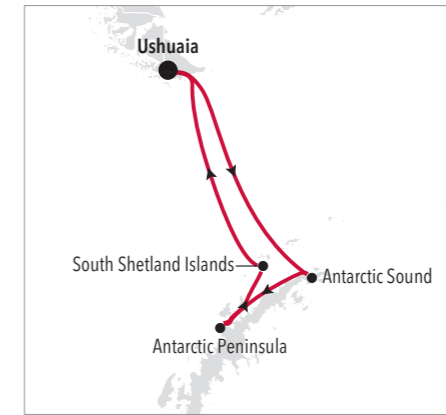 Ushuaia
South Shetland Islands
Antarctic Sound
Antarctic Peninsula